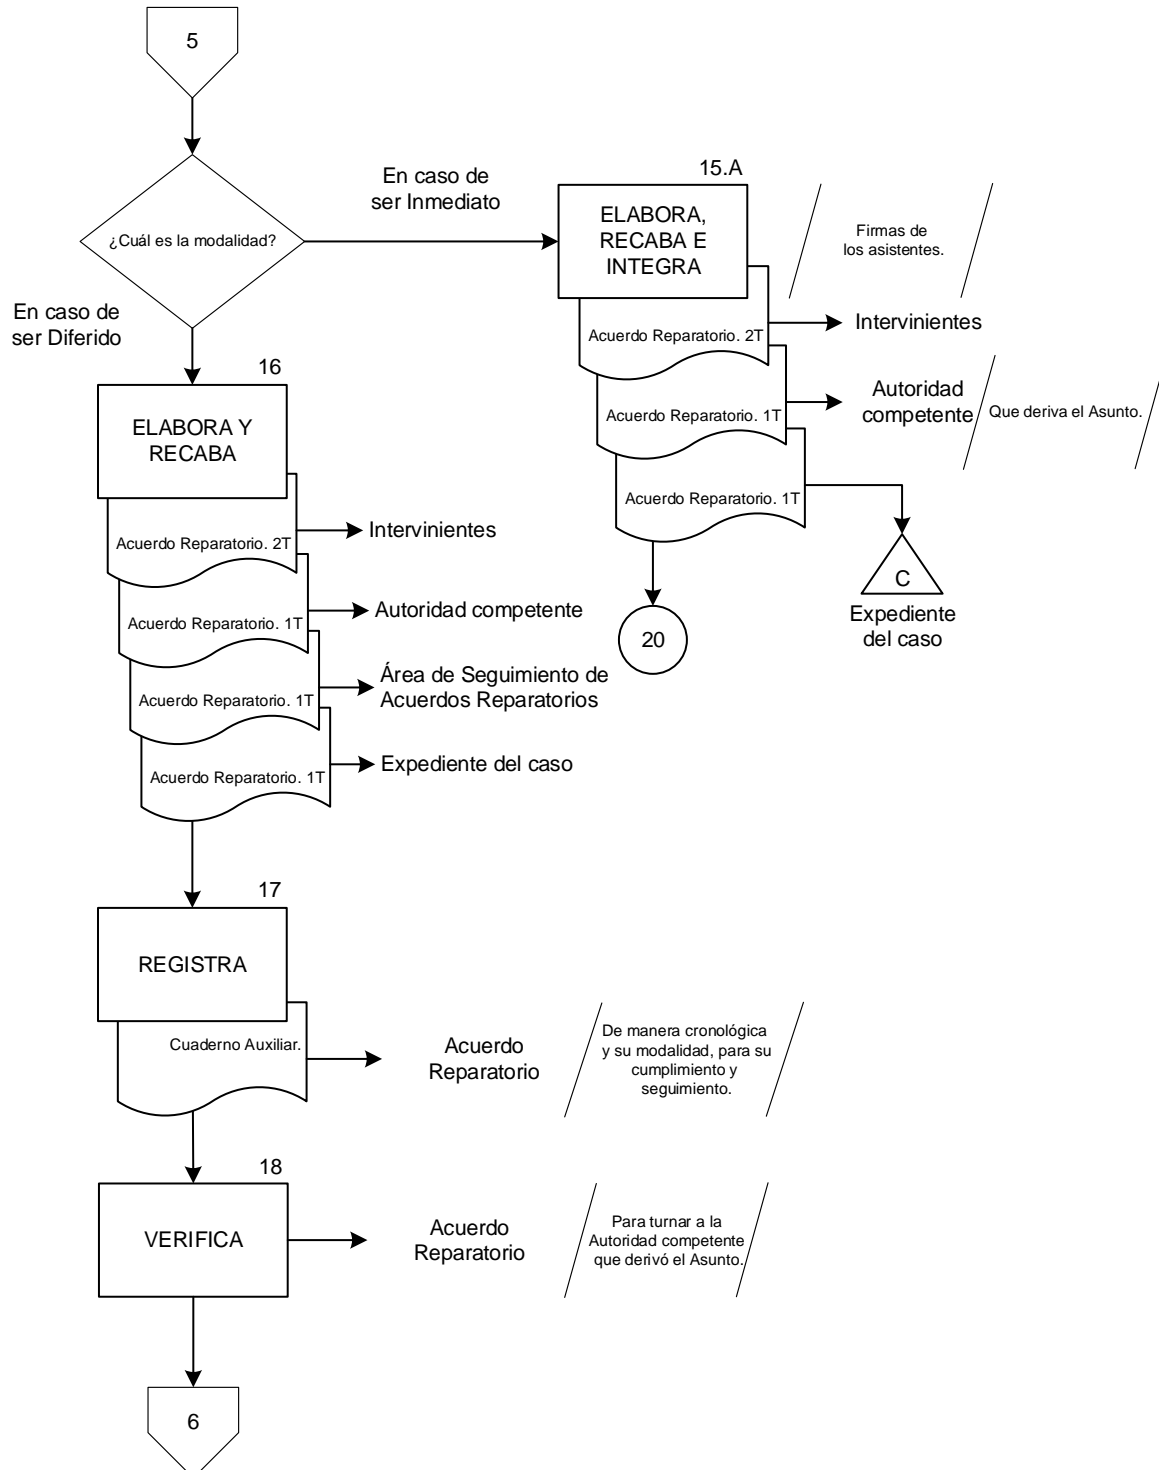 5
¿Cuál es la modalidad?
En caso de
ser Inmediato
15.A
ELABORA,
RECABA E
INTEGRA
Firmas de
los asistentes.
Acuerdo Reparatorio. 2T
Intervinientes
Acuerdo Reparatorio. 1T
Autoridad
competente
Que deriva el Asunto.
Acuerdo Reparatorio. 1T
C
Expediente
del caso
20
En caso de
ser Diferido
16
ELABORA Y
RECABA
Acuerdo Reparatorio. 2T
Intervinientes
Acuerdo Reparatorio. 1T
Autoridad competente
Acuerdo Reparatorio. 1T
Área de Seguimiento de
Acuerdos Reparatorios
Acuerdo Reparatorio. 1T
Expediente del caso
17
REGISTRA
Cuaderno Auxiliar.
Acuerdo
Reparatorio
De manera cronológica
y su modalidad, para su
cumplimiento y
seguimiento.
18
VERIFICA
Acuerdo
Reparatorio
Para turnar a la
Autoridad competente
que derivó el Asunto.
6